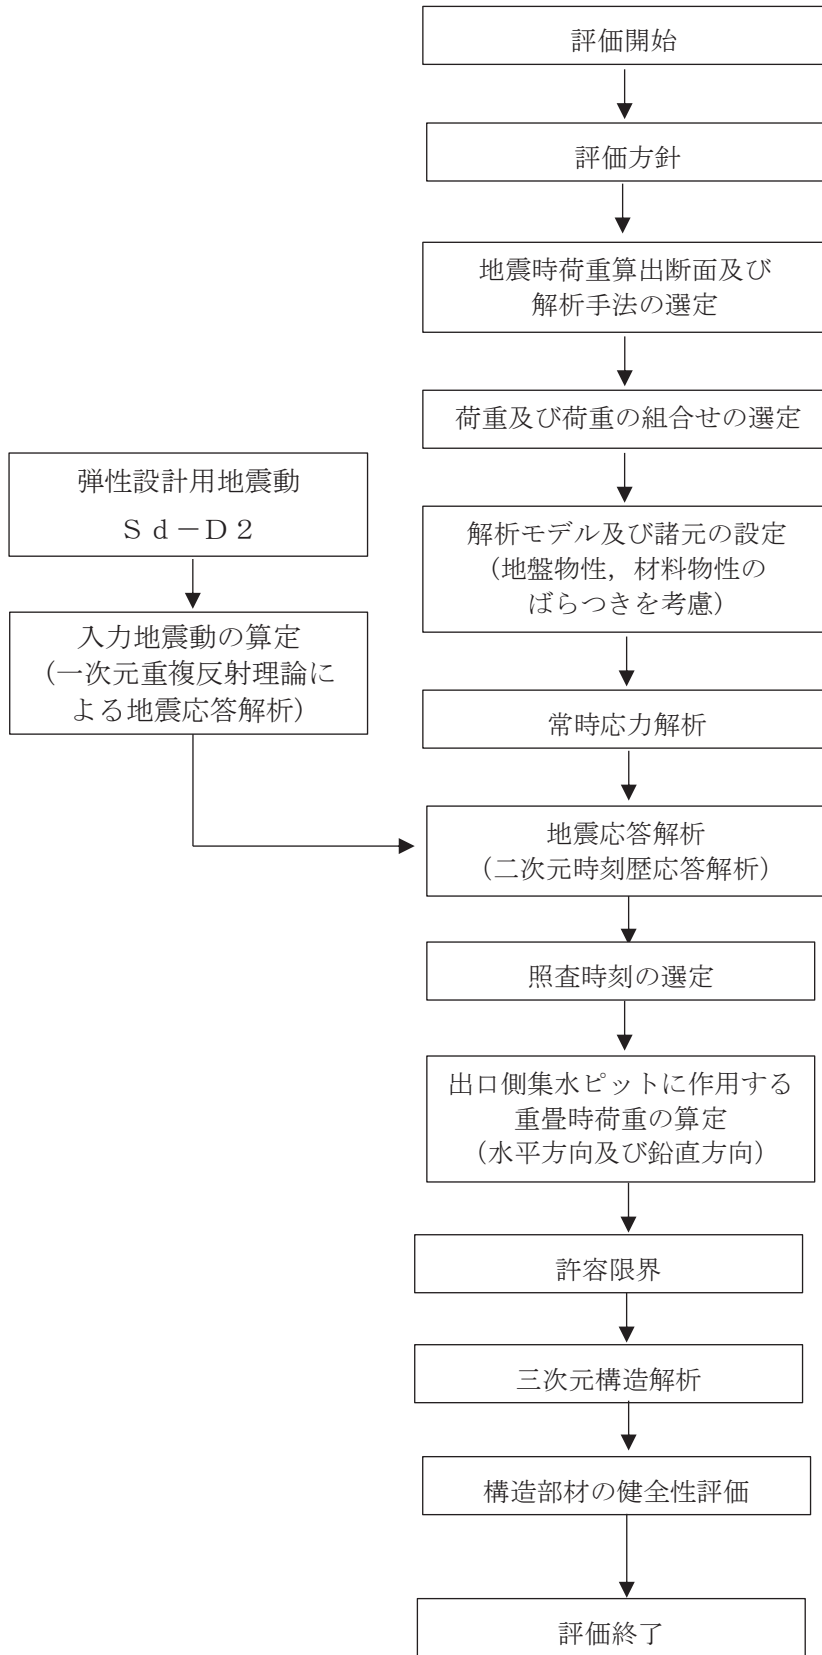 評価開始
評価方針
地震時荷重算出断面及び
解析手法の選定
荷重及び荷重の組合せの選定
弾性設計用地震動
Ｓｄ－Ｄ２
入力地震動の算定
（一次元重複反射理論に
よる地震応答解析）
解析モデル及び諸元の設定
（地盤物性，材料物性の
ばらつきを考慮）
常時応力解析
地震応答解析
（二次元時刻歴応答解析）
照査時刻の選定
出口側集水ピットに作用する
重畳時荷重の算定
（水平方向及び鉛直方向）
許容限界
三次元構造解析
構造部材の健全性評価
評価終了